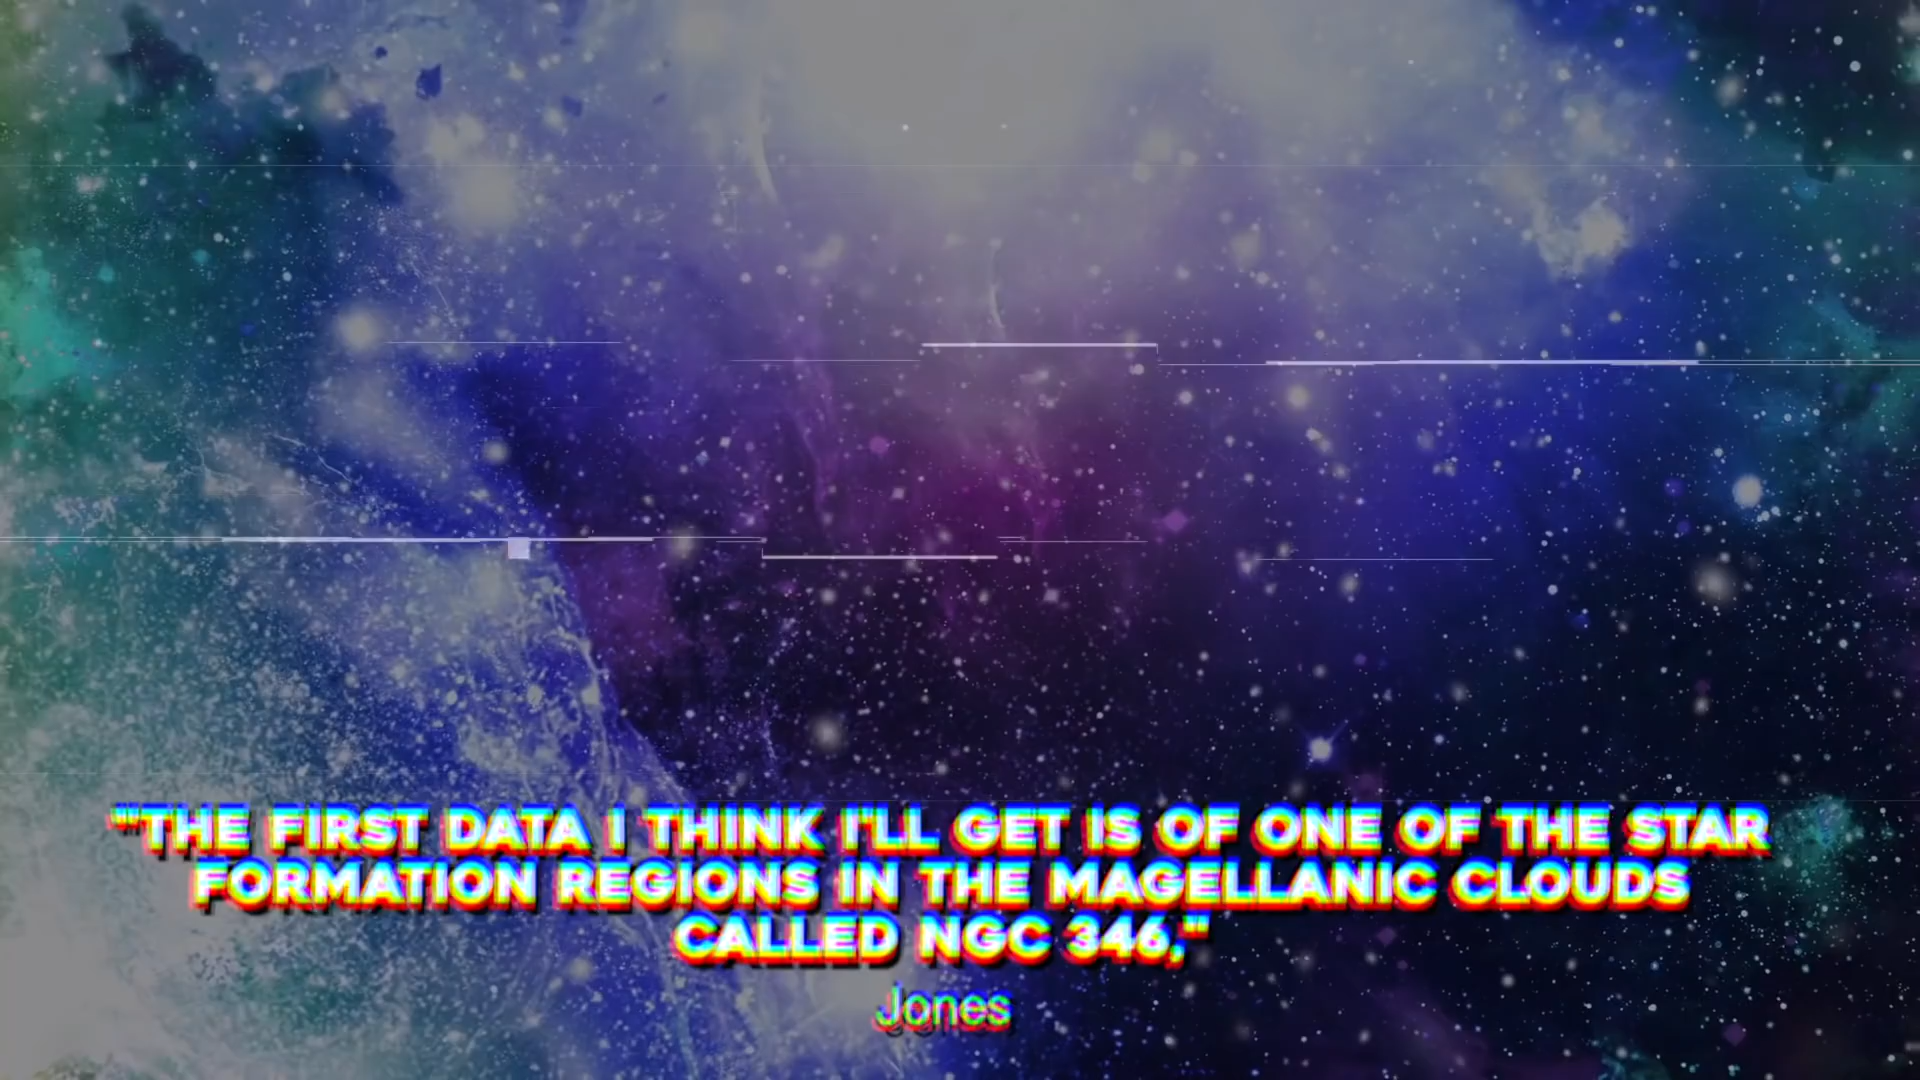 "THE FIRST DATA I THINK I'LL GET IS OF ONE OF THE STAR
FORMATION REGIONS IN THE MAGELLANIC CLOUDS
CALLED NGC 346,"
Jones